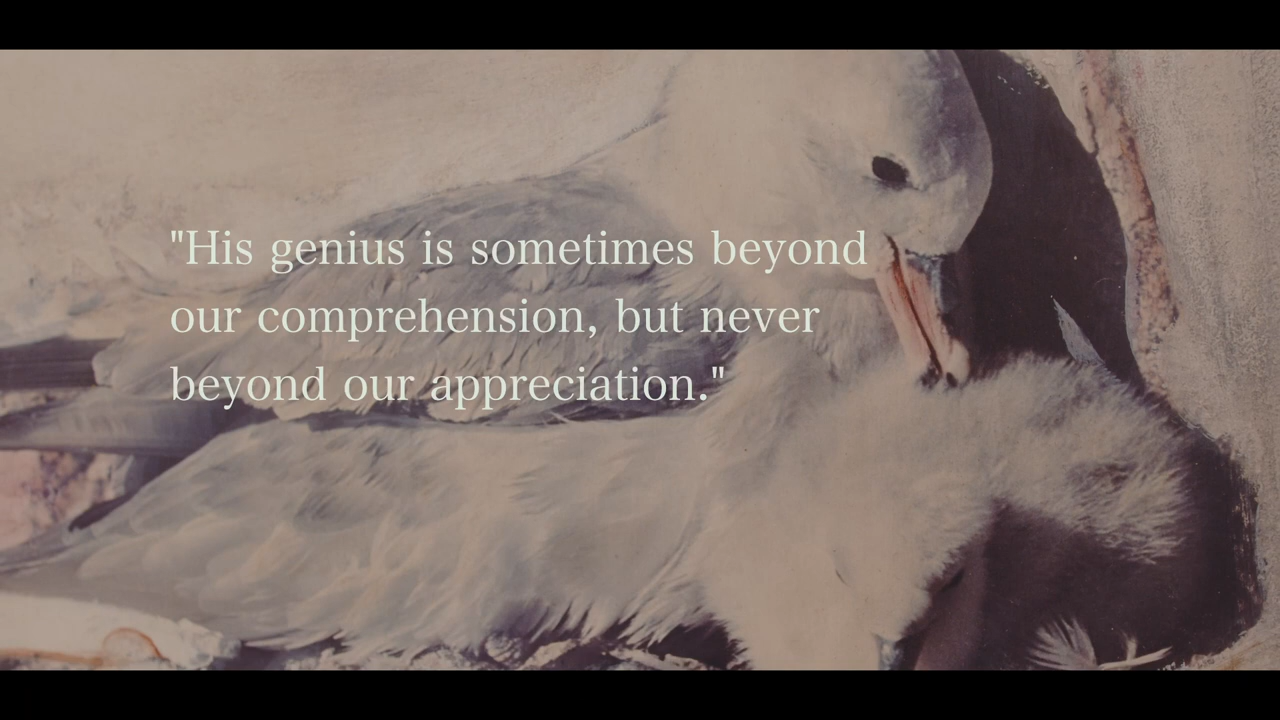 "His genius is sometimes beyond
our comprehension, but never
beyond our appreciation."